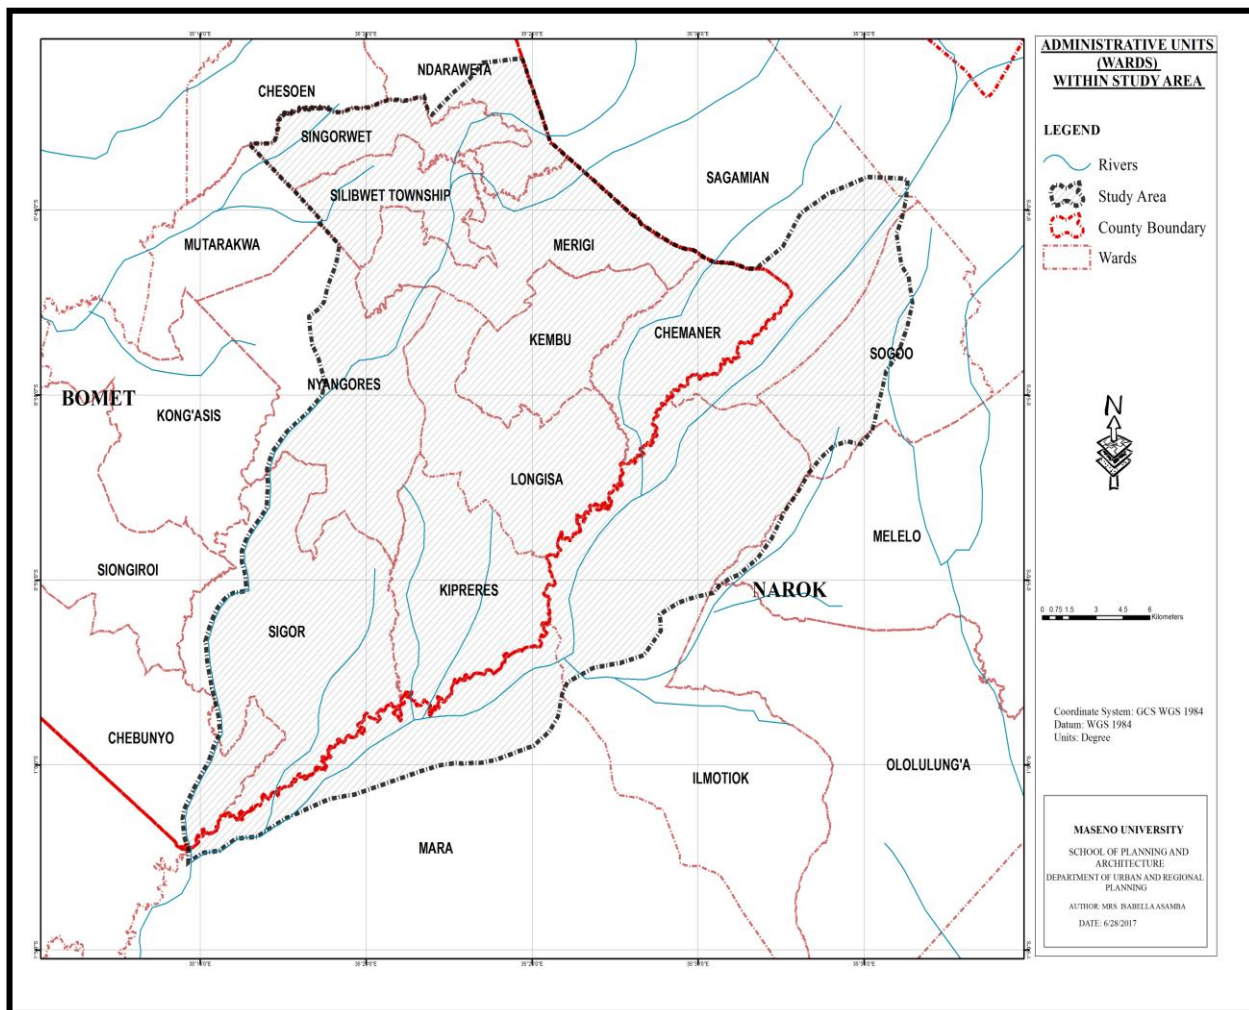 ADMINISTRATIVE UNITS
(WARDS)
WITHIN STUDY AREA
LEGEND
Rivers
Study Area
County Boundary
Wards
NDARAWETA
CHESOEN
SINGORWET
SAGAMIAN
SILIBWET TOWNSHIP
MUTARAKWA
MERIGI
KEMBU
CHEMANER
SOGOO
NYANGORES
BOMET
KONG'ASIS
LONGISA
MELELO
SIONGIROI
KIPRERES
NAROK
SIGOR
CHEBUNYO
ILMOTIOK
OLOLULUNG'A
MARA
N
0 0.75 1.5 3 4.5 6
Kilometers
Coordinate System: GCS WGS 1984
Datum: WGS 1984
Units: Degree
MASENO UNIVERSITY
SCHOOL OF PLANNING AND
ARCHITECTURE
DEPARTMENT OF URBAN AND REGIONAL
PLANNING
AUTHOR: MRS. ISABELLA ASAMBA
DATE: 6/28/2017